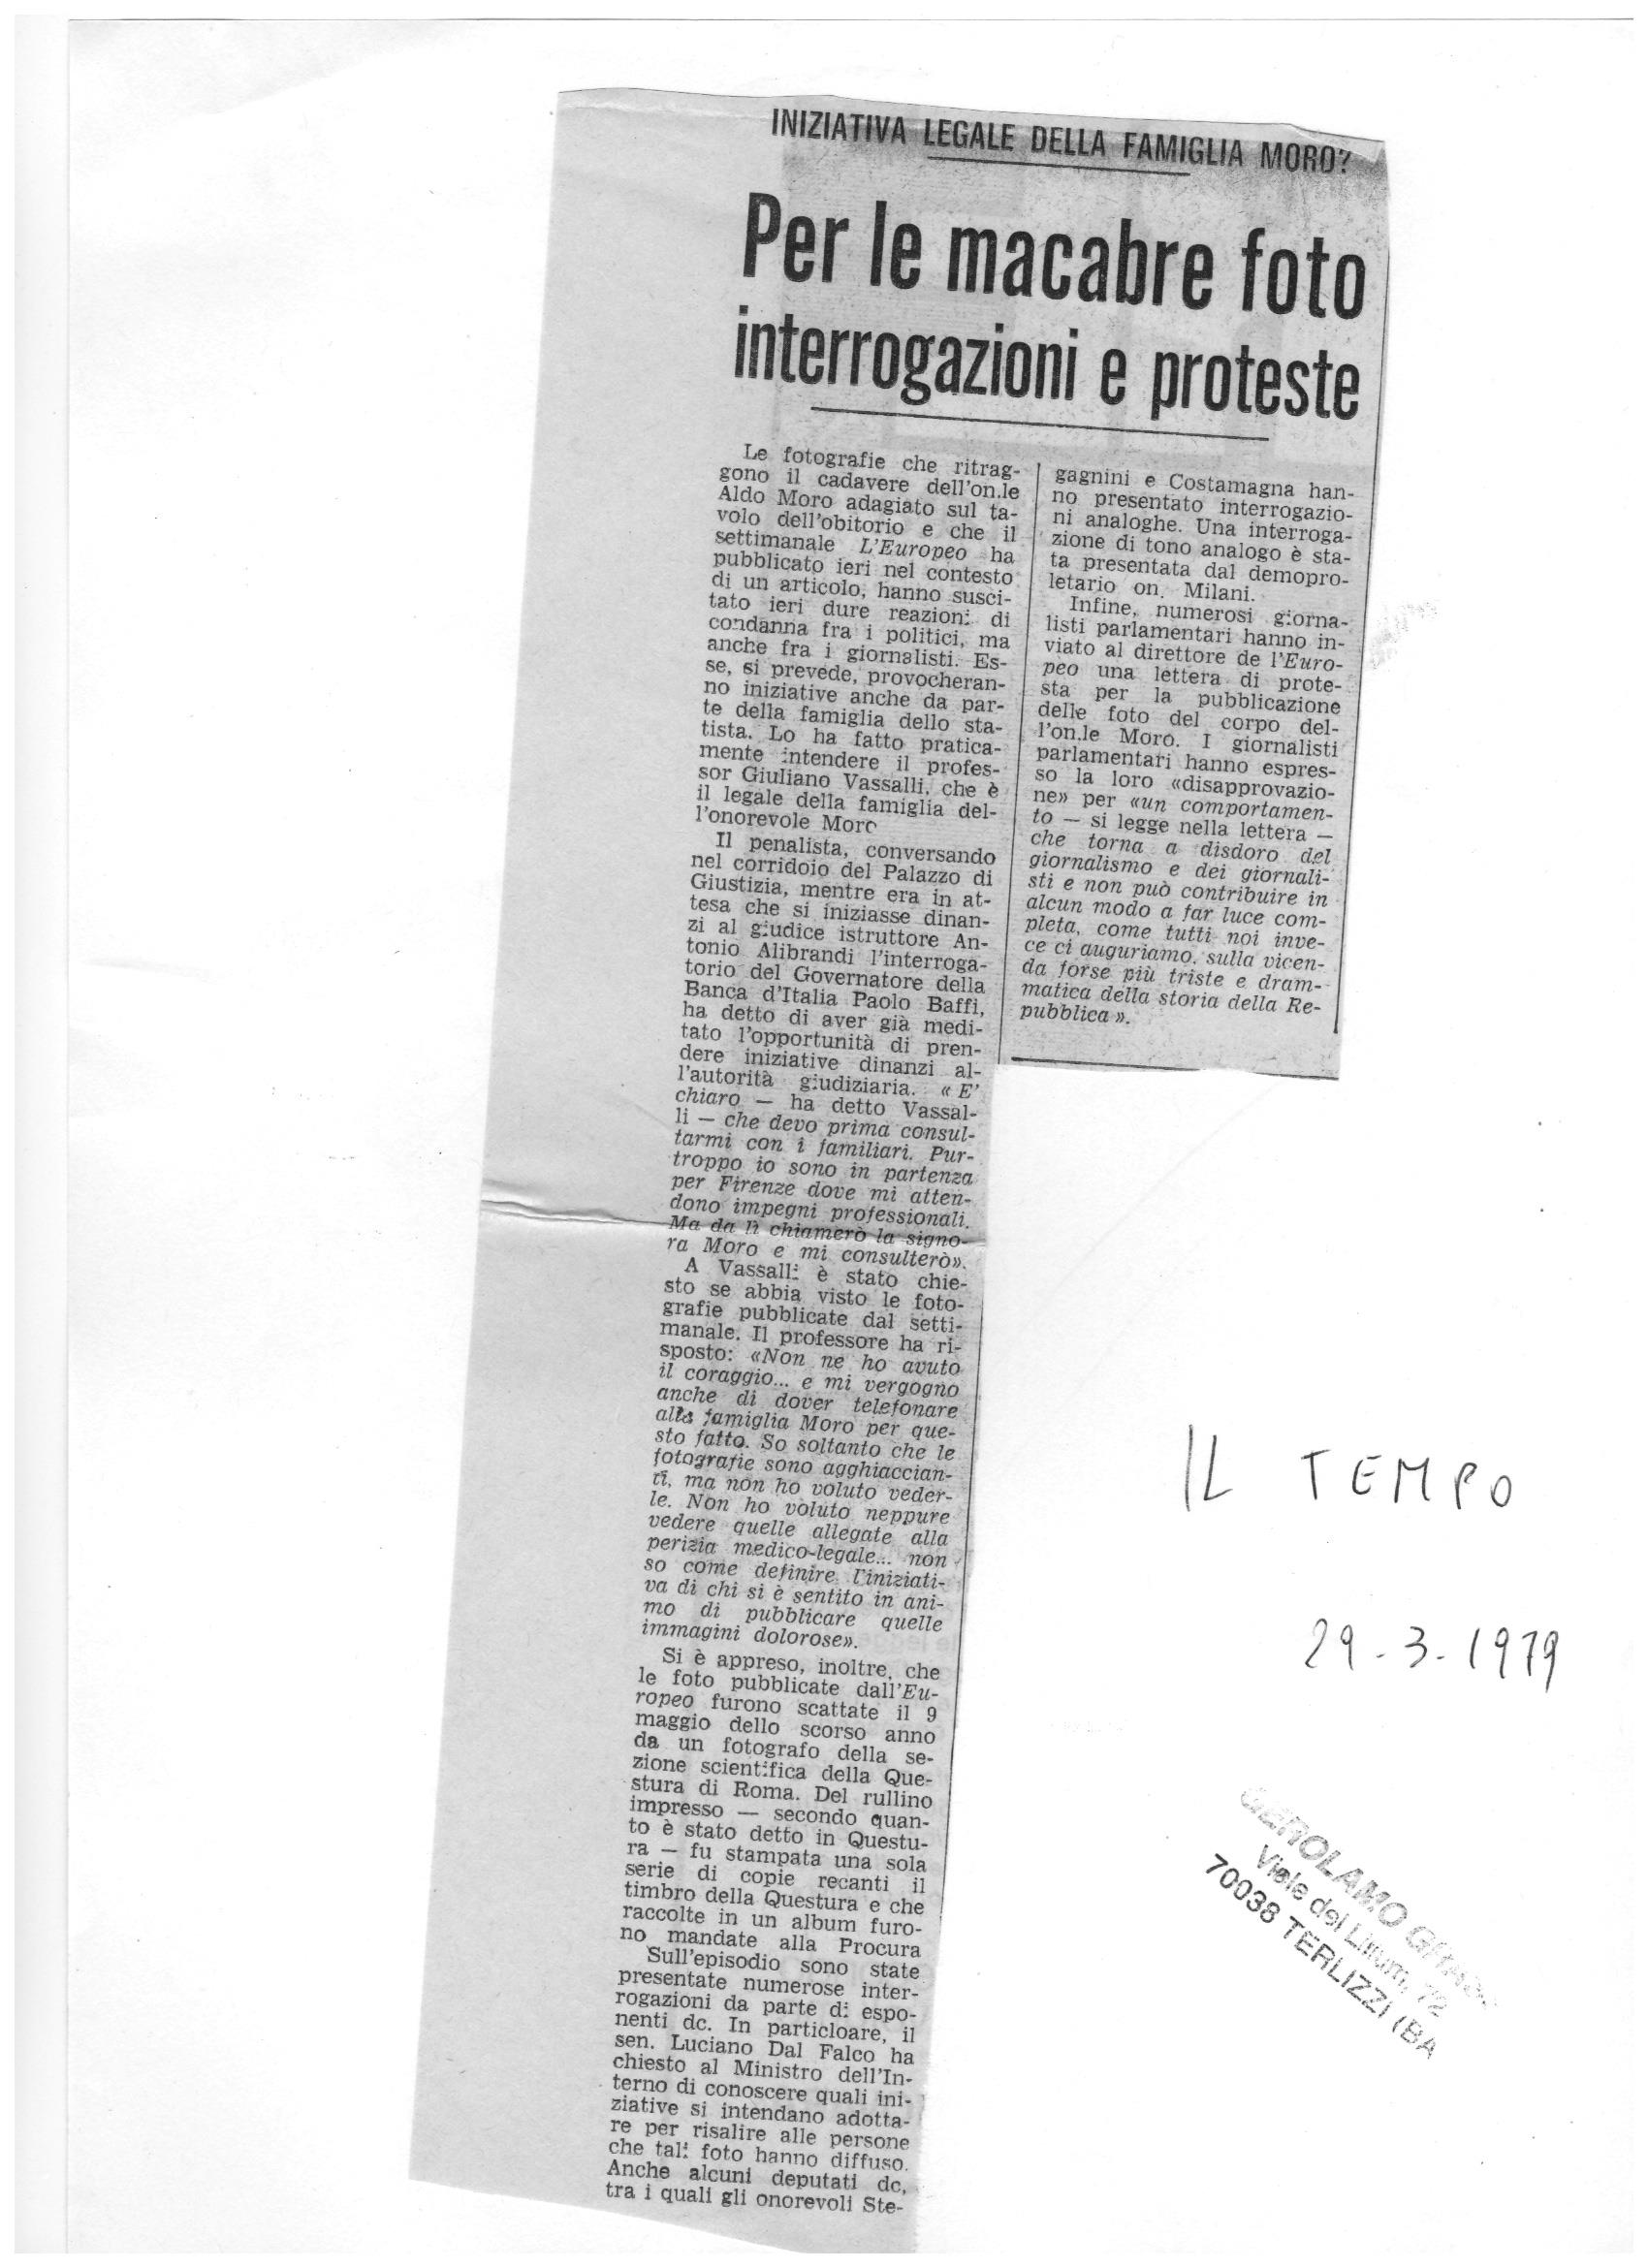 INIZIATIVA LEGALE DELLA FAMIGLIA MORO?
Per le macabre foto
interrogazioni e proteste
Le fotografie che ritrag-
gono il cadavere dell'on.le
Aldo Moro adagiato sul ta-
volo dell'obitorio e che il
settimanale L'Europeo ha
pubblicato ieri nel contesto
di un articolo, hanno susci-
tato ieri dure reazioni di
condanna fra i politici, ma
anche fra i giornalisti. Es-
se, si prevede, provocheran-
no iniziative anche da par-
te della famiglia dello sta-
tista. Lo ha fatto pratica-
mente intendere il profes-
sor Giuliano Vassalli, che è
il legale della famiglia del-
l'onorevole Moro
Il penalista, conversando
nel corridoio del Palazzo di
Giustizia, mentre era in at-
tesa che si iniziasse dinan-
zi al giudice istruttore An-
tonio Alibrandi l'interroga-
torio del Governatore della
Banca d'Italia Paolo Baffi,
ha detto di aver già medi-
tato l'opportunità di pren-
dere iniziative dinanzi al-
l'autorità giudiziaria. « E'
chiaro — ha detto Vassal-
li — che devo prima consul-
tarmi con i familiari. Pur-
troppo io sono in partenza
per Firenze dove mi atten-
dono impegni professionali.
Ma da lì chiamerò la signo-
ra Moro e mi consulterò».
A Vassalli è stato chie-
sto se abbia visto le foto-
grafie pubblicate dal setti-
manale. Il professore ha ri-
sposto: «Non ne ho avuto
il coraggio... e mi vergogno
anche di dover telefonare
alla famiglia Moro per que-
sto fatto. So soltanto che le
fotografie sono agghiaccian-
ti, ma non ho voluto veder-
le. Non ho voluto neppure
vedere quelle allegate alla
perizia medico-legale... non
so come definire l'iniziati-
va di chi si è sentito in ani-
mo di pubblicare quelle
immagini dolorose».
Si è appreso, inoltre, che
le foto pubblicate dall'Eu-
ropeo furono scattate il 9
maggio dello scorso anno
da un fotografo della se-
zione scientifica della Que-
stura di Roma. Del rullino
impresso — secondo quan-
to è stato detto in Questu-
ra — fu stampata una sola
serie di copie recanti il
timbro della Questura e che
raccolte in un album furo-
no mandate alla Procura
Sull'episodio sono state
presentate numerose inter-
rogazioni da parte di espo-
nenti dc. In particloare, il
sen. Luciano Dal Falco ha
chiesto al Ministro dell'In-
terno di conoscere quali ini-
ziative si intendano adotta-
re per risalire alle persone
che tali foto hanno diffuso.
Anche alcuni deputati dc,
tra i quali gli onorevoli Ste-
gagnini e Costamagna han-
no presentato interrogazio-
ni analoghe. Una interroga-
zione di tono analogo è sta-
ta presentata dal demopro-
letario on. Milani.
Infine, numerosi giorna-
listi parlamentari hanno in-
viato al direttore de l'Euro-
peo una lettera di prote-
sta per la pubblicazione
delle foto del corpo del-
l'on.le Moro. I giornalisti
parlamentari hanno espres-
so la loro «disapprovazio-
ne» per «un comportamen-
to — si legge nella lettera —
che torna a disdoro del
giornalismo e dei giornali-
sti e non può contribuire in
alcun modo a far luce com-
pleta, come tutti noi inve-
ce ci auguriamo, sulla vicen-
da forse più triste e dram-
matica della storia della Re-
pubblica ».
IL TEMPO
29-3-1979
GEROLAMO
Viale dei Lilium, 72
70038 TERLIZZI (BA